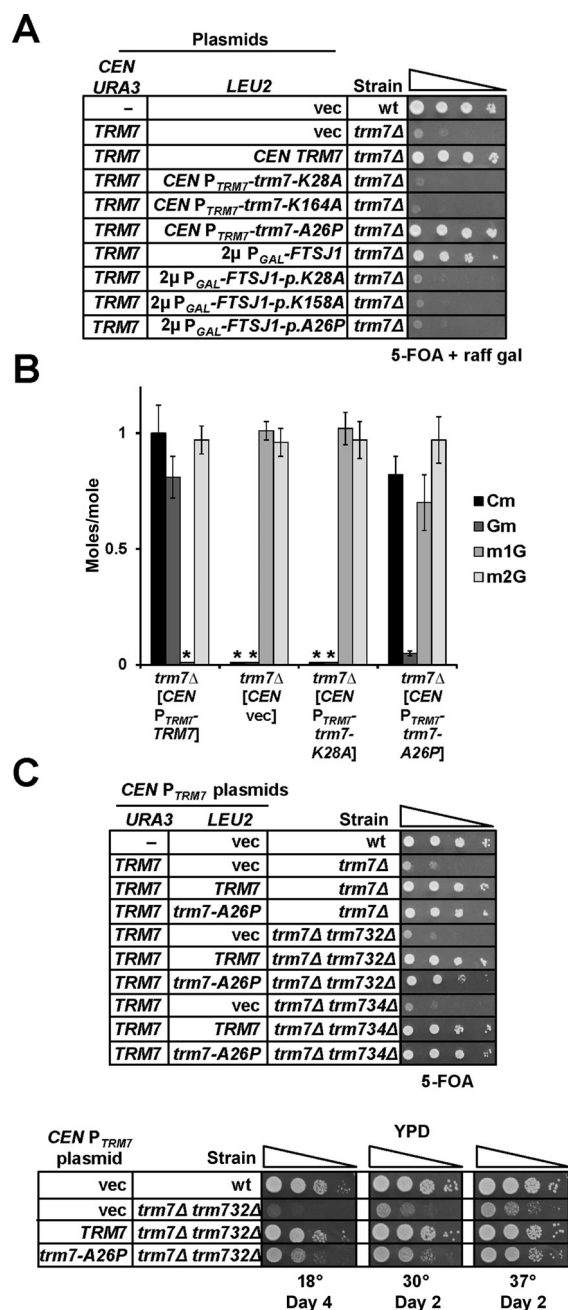 A
Plasmids
CEN URA3 LEU2 Strain
– vec wt
TRM7 vec trm7Δ
TRM7 CEN TRM7 trm7Δ
TRM7 CEN PTRM7-trm7-K28A trm7Δ
TRM7 CEN PTRM7-trm7-K164A trm7Δ
TRM7 CEN PTRM7-trm7-A26P trm7Δ
TRM7 2μ PGAL-FTSJ1 trm7Δ
TRM7 2μ PGAL-FTSJ1-p.K28A trm7Δ
TRM7 2μ PGAL-FTSJ1-p.K158A trm7Δ
TRM7 2μ PGAL-FTSJ1-p.A26P trm7Δ
5-FOA + raff gal
B
Moles/mole
1
0.5
0
* * * * *
Cm
Gm
m1G
m2G
trm7Δ [CEN PTRM7-TRM7]
trm7Δ [CEN vec]
trm7Δ [CEN PTRM7-trm7-K28A]
trm7Δ [CEN PTRM7-trm7-A26P]
C
CEN PTRM7 plasmids
URA3 LEU2 Strain
– vec wt
TRM7 vec trm7Δ
TRM7 TRM7 trm7Δ
TRM7 trm7-A26P trm7Δ
TRM7 vec trm7Δ trm732Δ
TRM7 TRM7 trm7Δ trm732Δ
TRM7 trm7-A26P trm7Δ trm732Δ
TRM7 vec trm7Δ trm734Δ
TRM7 TRM7 trm7Δ trm734Δ
TRM7 trm7-A26P trm7Δ trm734Δ
5-FOA
CEN PTRM7 plasmid Strain YPD
vec wt
vec trm7Δ trm732Δ
TRM7 trm7Δ trm732Δ
trm7-A26P trm7Δ trm732Δ
18° 30° 37°
Day 4 Day 2 Day 2